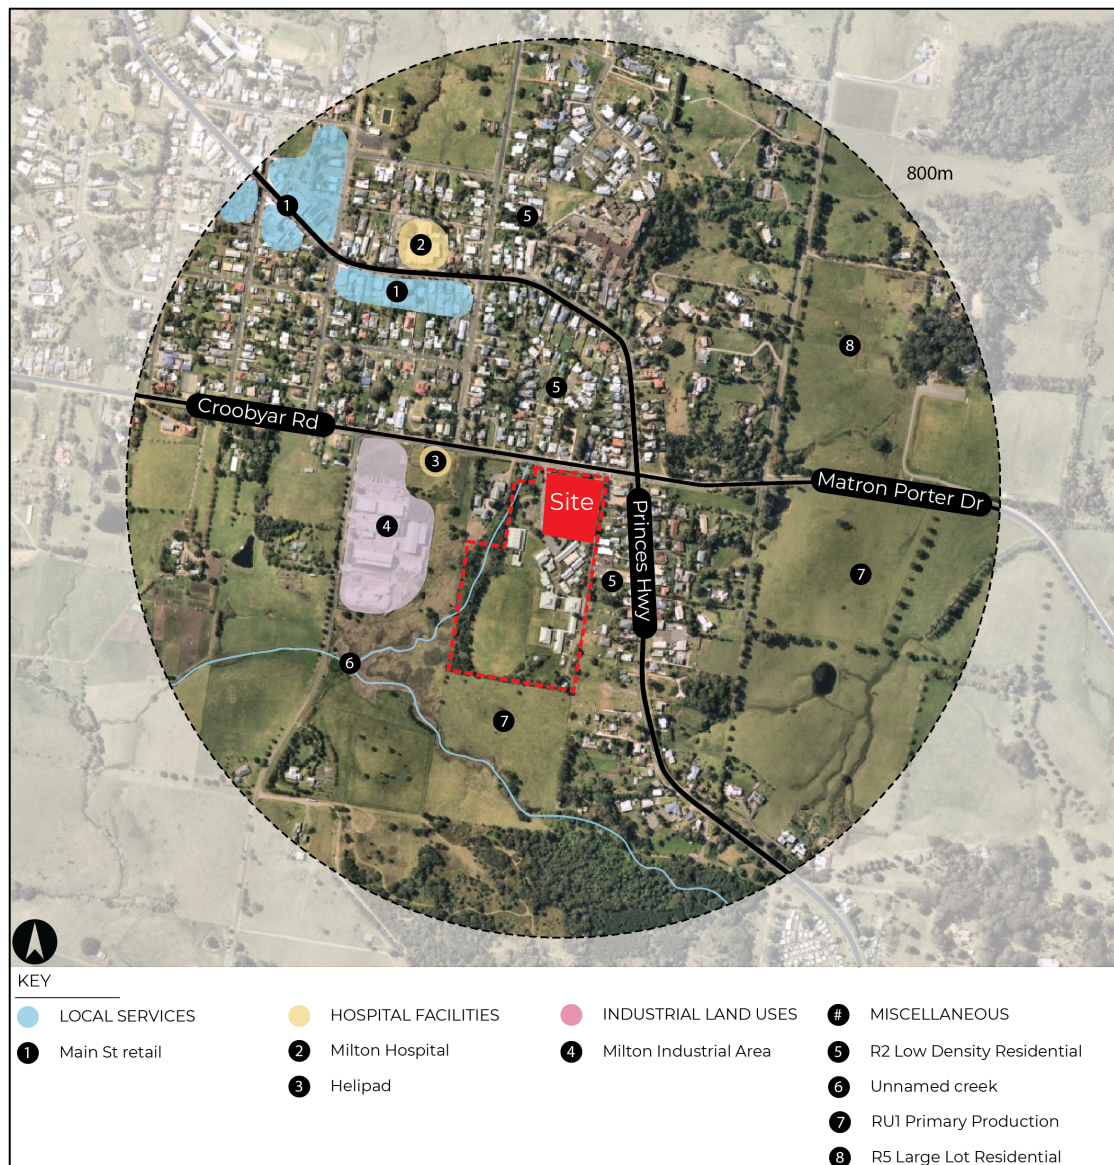 800m
1
2
5
1
8
5
Croobyar Rd
3
Matron Porter Dr
Site
Princes Hwy
4
7
5
6
7
KEY
LOCAL SERVICES
1 Main St retail
HOSPITAL FACILITIES
2 Milton Hospital
3 Helipad
INDUSTRIAL LAND USES
4 Milton Industrial Area
# MISCELLANEOUS
5 R2 Low Density Residential
6 Unnamed creek
7 RU1 Primary Production
8 R5 Large Lot Residential